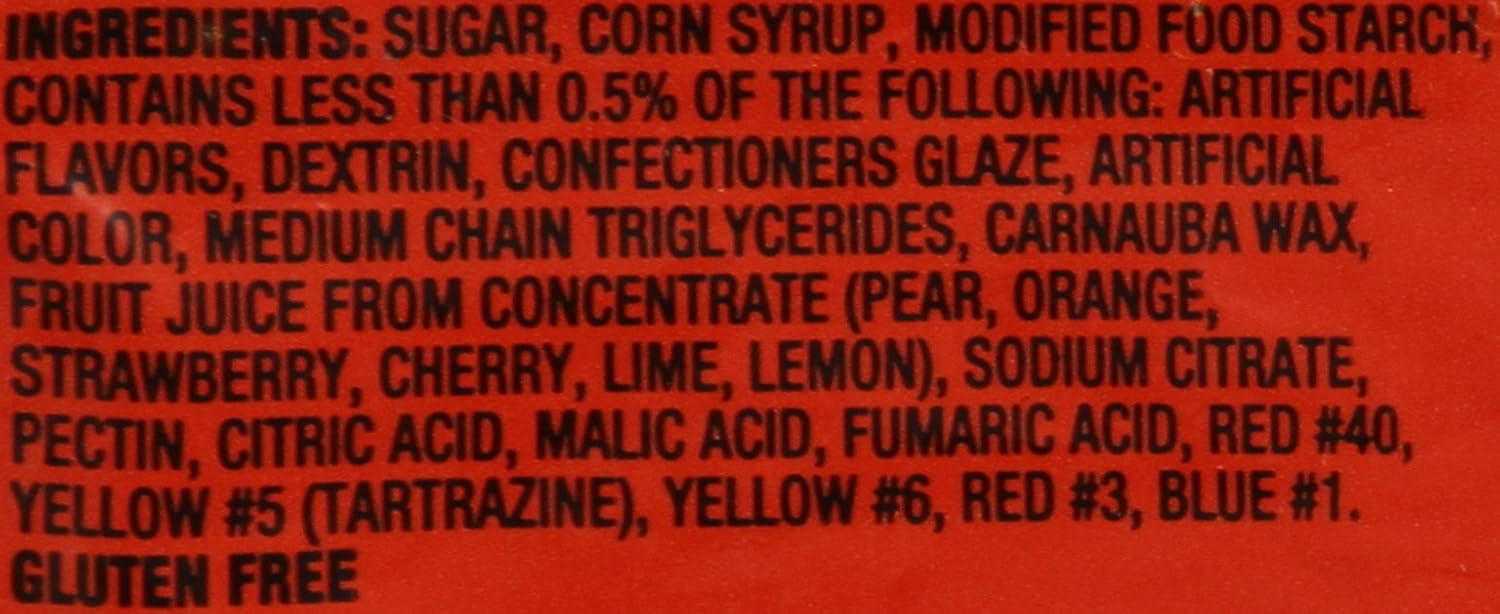 INGREDIENTS: SUGAR, CORN SYRUP, MODIFIED FOOD STARCH,
CONTAINS LESS THAN 0.5% OF THE FOLLOWING: ARTIFICIAL
FLAVORS, DEXTRIN, CONFECTIONERS GLAZE, ARTIFICIAL
COLOR, MEDIUM CHAIN TRIGLYCERIDES, CARNAUBA WAX,
FRUIT JUICE FROM CONCENTRATE (PEAR, ORANGE,
STRAWBERRY, CHERRY, LIME, LEMON), SODIUM CITRATE,
PECTIN, CITRIC ACID, MALIC ACID, FUMARIC ACID, RED #40,
YELLOW #5 (TARTRAZINE), YELLOW #6, RED #3, BLUE #1.
GLUTEN FREE